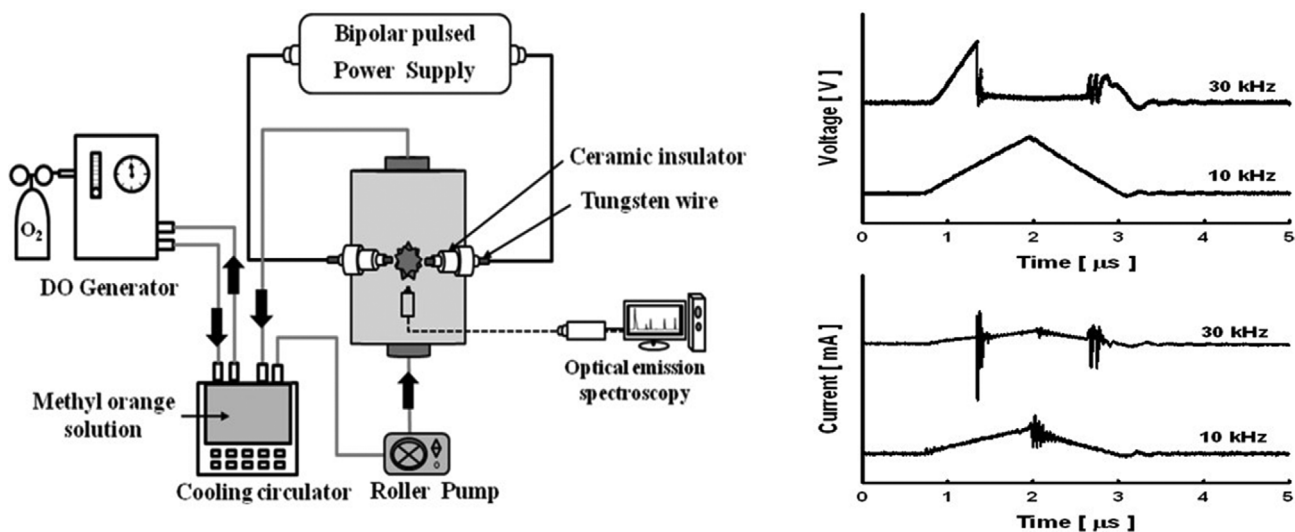 Bipolar pulsed
Power Supply
Ceramic insulator
Tungsten wire
O2
DO Generator
Optical emission
spectroscopy
Methyl orange
solution
Cooling circulator
Roller Pump
Voltage [ V ]
30 kHz
10 kHz
0 1 2 3 4 5
Time [ μs ]
Current [ mA ]
30 kHz
10 kHz
0 1 2 3 4 5
Time [ μs ]